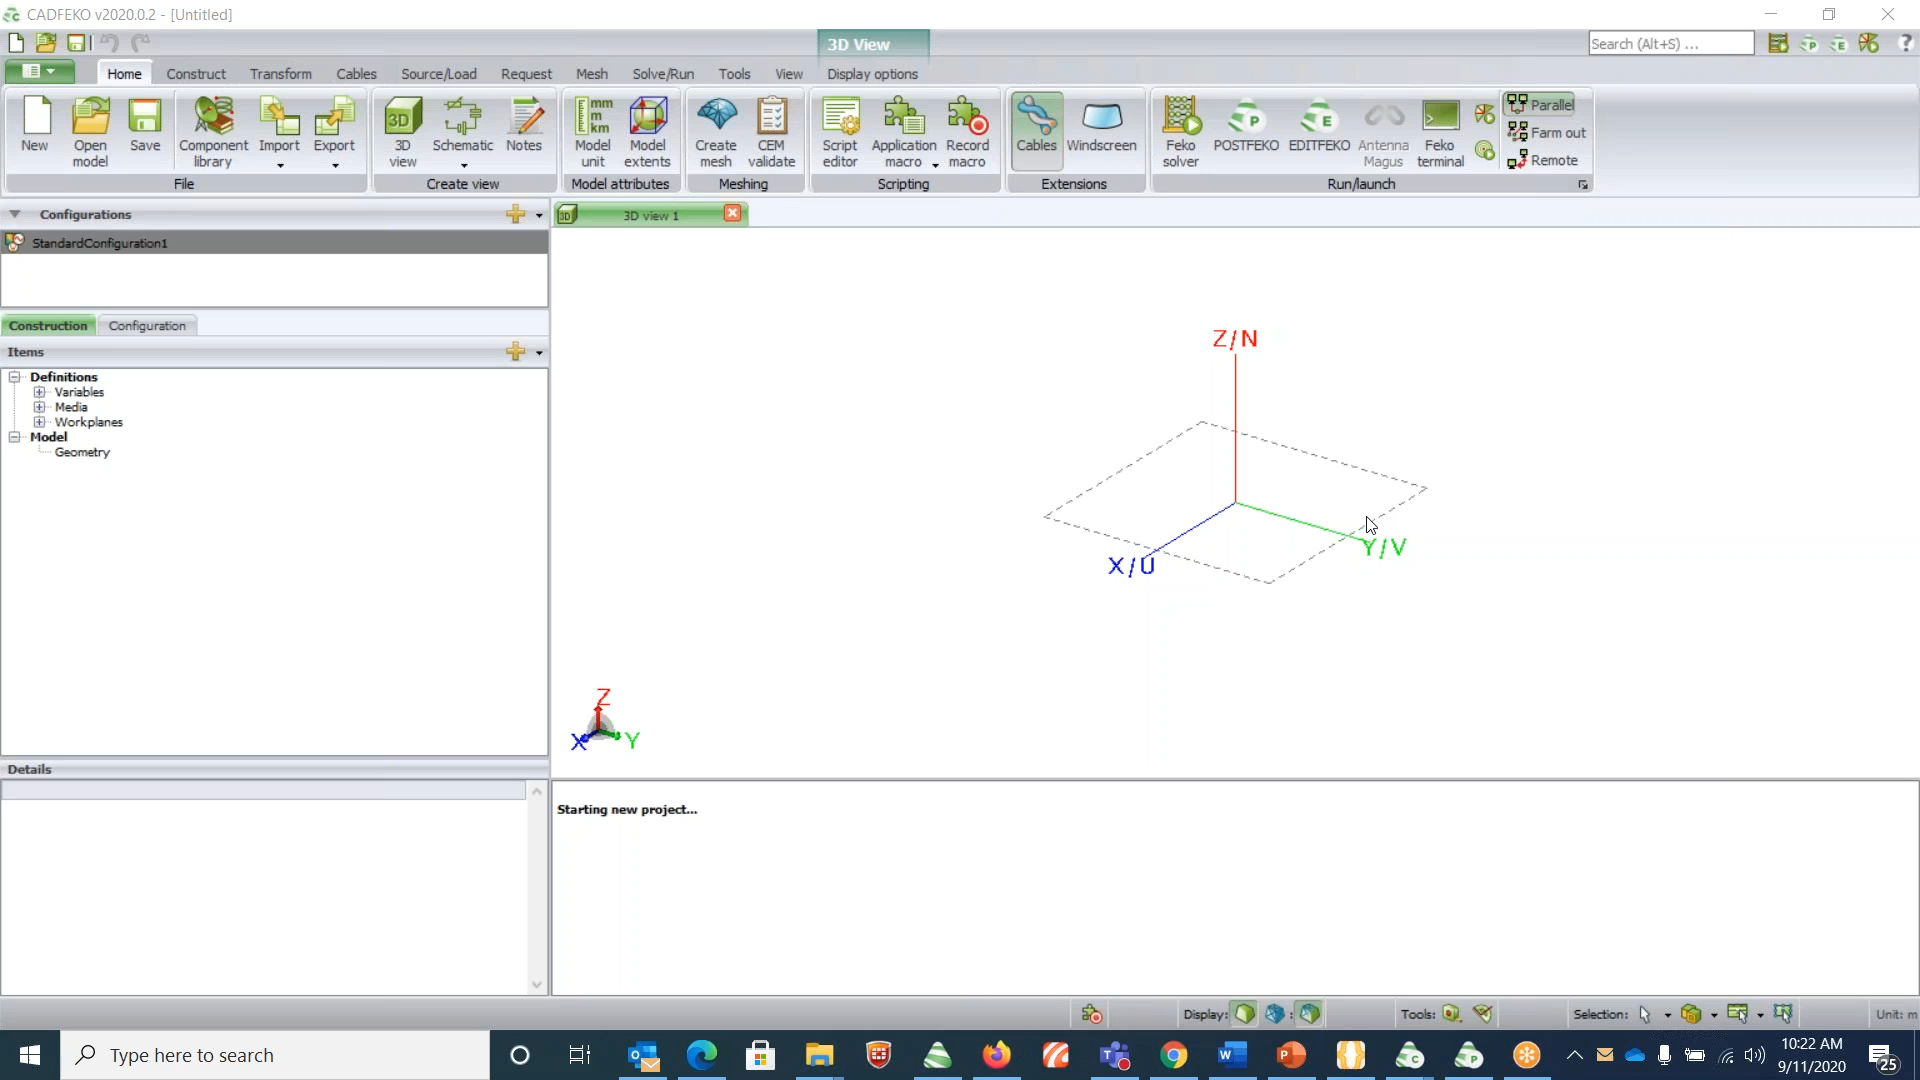 CADFEKO v2020.0.2 - [Untitled]
3D View
Search (Alt+S) ...
Home Construct Transform Cables Source/Load Request Mesh Solve/Run Tools View Display options
New
Open model
Save
Component library
Import
Export
3D view
Schematic
Notes
mm m km
Model unit
Model extents
Create mesh
CEM validate
Script editor
Application macro
Record macro
Cables
Windscreen
Feko solver
POSTFEKO
EDITFEKO
Antenna Magus
Feko terminal
Parallel
Farm out
Remote
File
Create view
Model attributes
Meshing
Scripting
Extensions
Run/launch
Configurations
StandardConfiguration1
3D view 1
Construction Configuration
Items
Definitions
Variables
Media
Workplanes
Model
Geometry
Z/N
X/U
Y/V
Z
X
Y
Details
Starting new project...
Display:
Tools:
Selection:
Unit: m
Type here to search
10:22 AM
9/11/2020
25